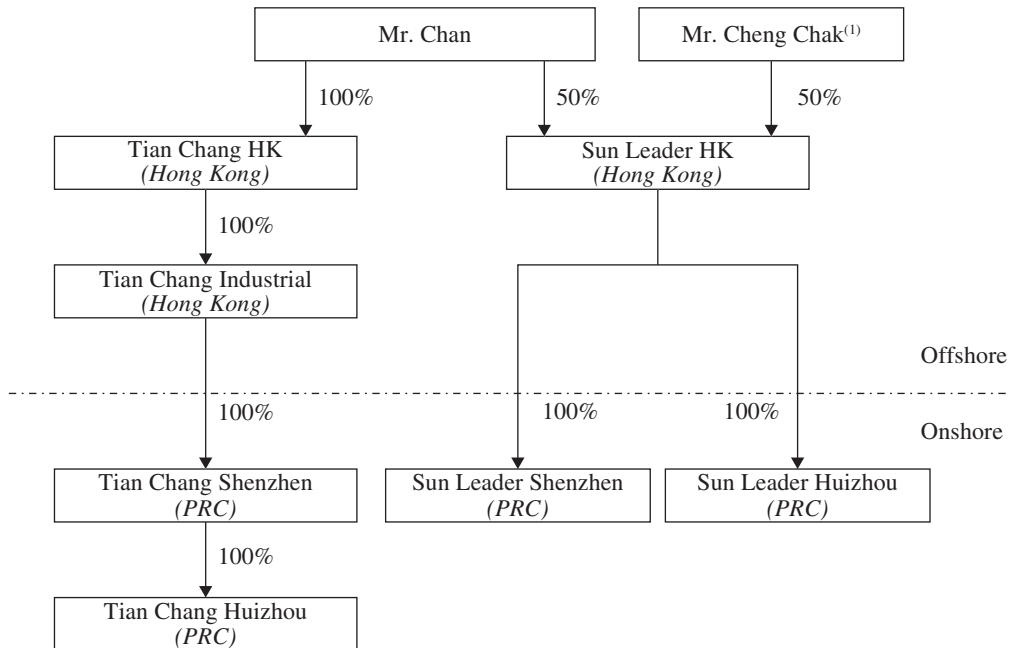 Mr. Chan
Mr. Cheng Chak(1)
100%
50%
50%
Tian Chang HK
(Hong Kong)
Sun Leader HK
(Hong Kong)
100%
Tian Chang Industrial
(Hong Kong)
Offshore
100%
100%
100%
Onshore
Tian Chang Shenzhen
(PRC)
Sun Leader Shenzhen
(PRC)
Sun Leader Huizhou
(PRC)
100%
Tian Chang Huizhou
(PRC)